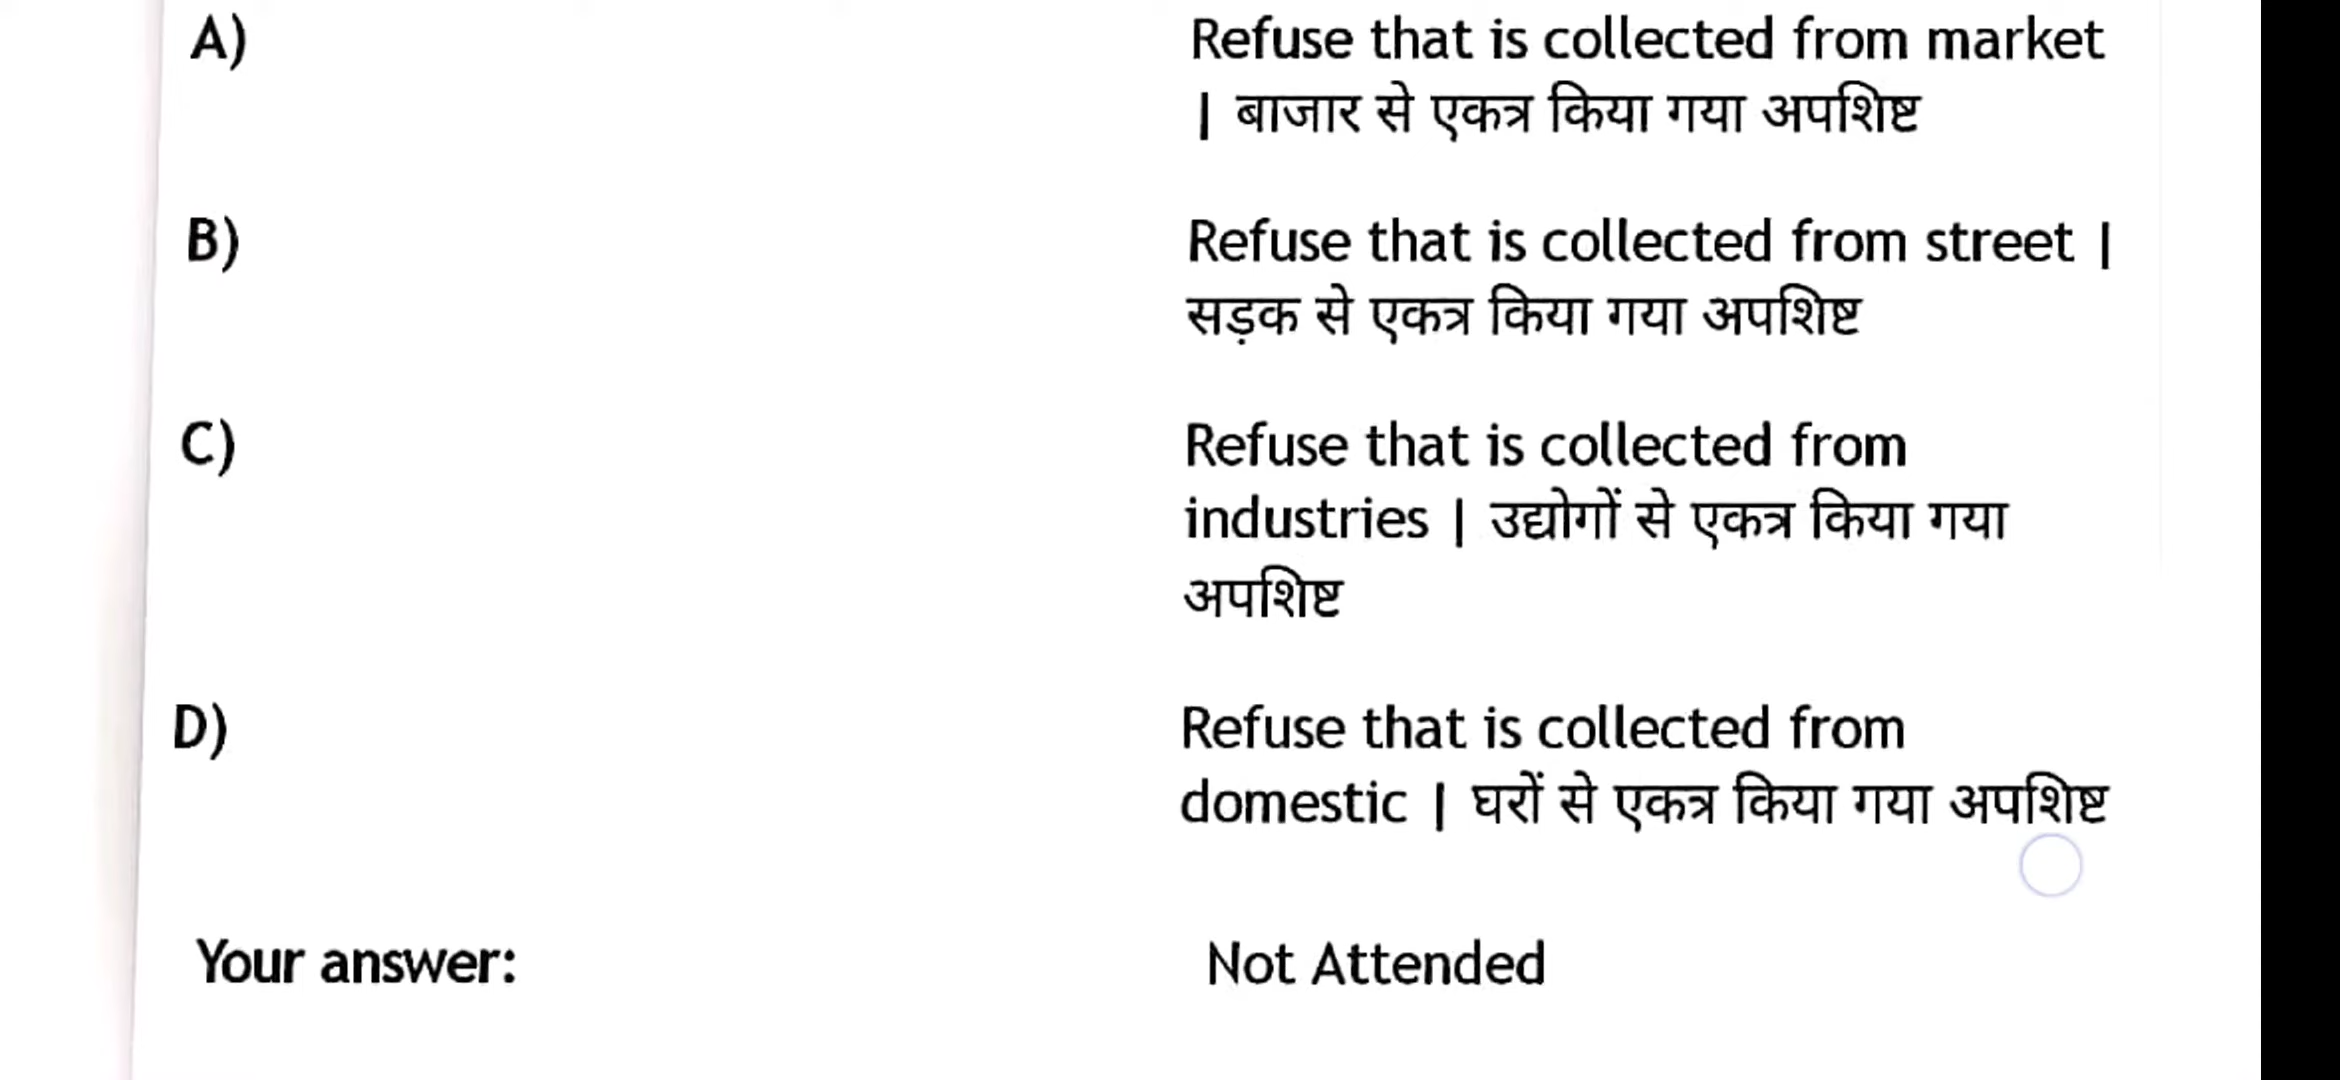 A) Refuse that is collected from market
| बाजार से एकत्र किया गया अपशिष्ट
B) Refuse that is collected from street |
सड़क से एकत्र किया गया अपशिष्ट
C) Refuse that is collected from
industries | उद्योगों से एकत्र किया गया
अपशिष्ट
D) Refuse that is collected from
domestic | घरों से एकत्र किया गया अपशिष्ट
Your answer: Not Attended